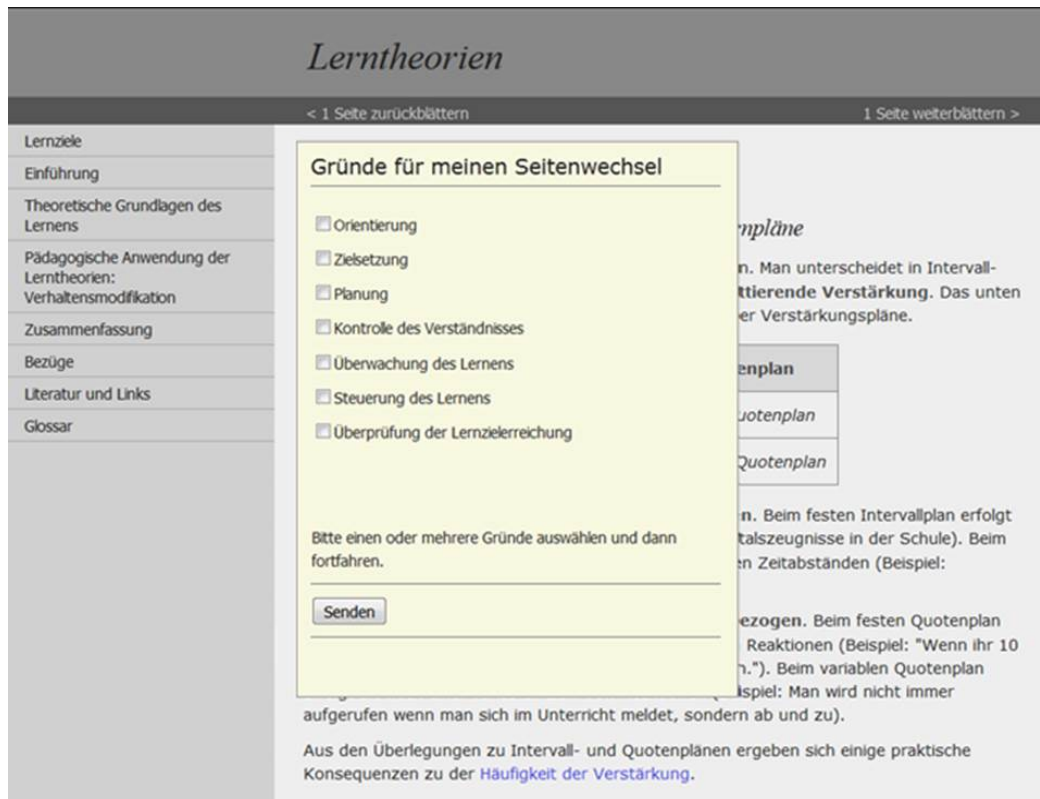 Lerntheorien
< 1 Seite zurückblättern
1 Seite weiterblättern >
Lernziele
Einführung
Theoretische Grundlagen des
Lernens
Pädagogische Anwendung der
Lerntheorien:
Verhaltensmodifikation
Zusammenfassung
Bezüge
Literatur und Links
Glossar
Gründe für meinen Seitenwechsel
Orientierung
Zielsetzung
Planung
Kontrolle des Verständnisses
Überwachung des Lernens
Steuerung des Lernens
Überprüfung der Lernzielerreichung
Bitte einen oder mehrere Gründe auswählen und dann
fortfahren.
Senden
npläne
n. Man unterscheidet in Intervall-
ttierende Verstärkung. Das unten
er Verstärkungspläne.
enplan
uotenplan
Quotenplan
n. Beim festen Intervallplan erfolgt
talszeugnisse in der Schule). Beim
en Zeitabständen (Beispiel:
ezogen. Beim festen Quotenplan
Reaktionen (Beispiel: "Wenn ihr 10
n."). Beim variablen Quotenplan
ispiel: Man wird nicht immer
aufgerufen wenn man sich im Unterricht meldet, sondern ab und zu).
Aus den Überlegungen zu Intervall- und Quotenplänen ergeben sich einige praktische
Konsequenzen zu der Häufigkeit der Verstärkung.